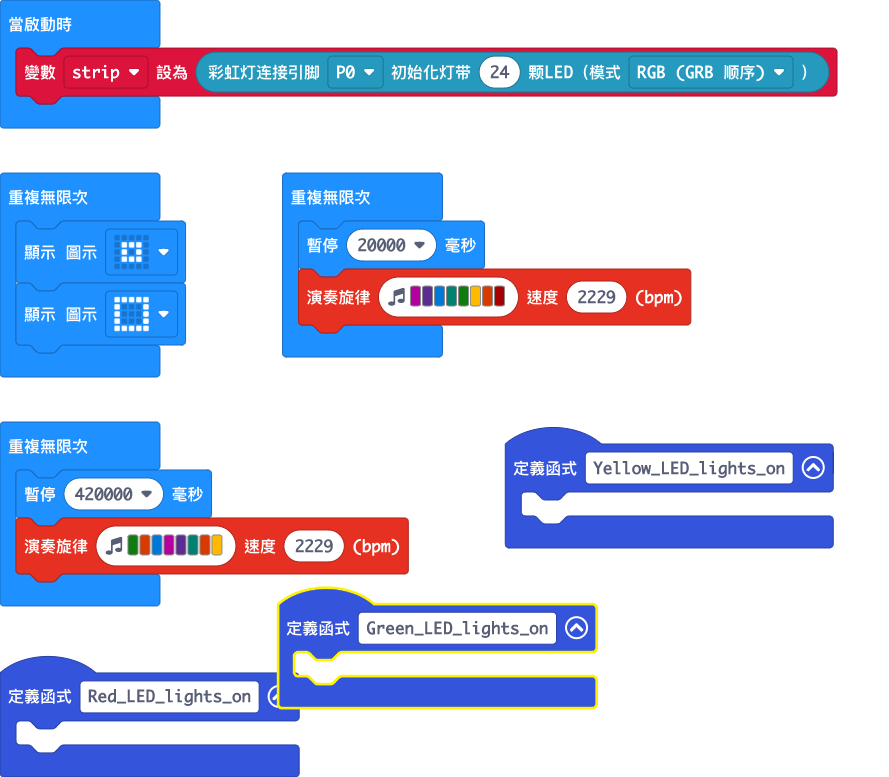 當啟動時
變數 strip 設為 彩虹灯连接引脚 P0 初始化灯带 24 颗LED (模式 RGB (GRB 顺序) )
重複無限次
顯示 圖示
顯示 圖示
重複無限次
暫停 20000 毫秒
演奏旋律 速度 2229 (bpm)
重複無限次
暫停 420000 毫秒
演奏旋律 速度 2229 (bpm)
定義函式 Yellow_LED_lights_on
定義函式 Green_LED_lights_on
定義函式 Red_LED_lights_on